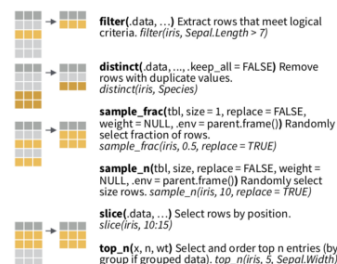 filter(.data, …) Extract rows that meet logical
criteria. filter(iris, Sepal.Length > 7)
distinct(.data, ..., .keep_all = FALSE) Remove
rows with duplicate values.
distinct(iris, Species)
sample_frac(tbl, size = 1, replace = FALSE,
weight = NULL, .env = parent.frame()) Randomly
select fraction of rows.
sample_frac(iris, 0.5, replace = TRUE)
sample_n(tbl, size, replace = FALSE, weight =
NULL, .env = parent.frame()) Randomly select
size rows. sample_n(iris, 10, replace = TRUE)
slice(.data, …) Select rows by position.
slice(iris, 10:15)
top_n(x, n, wt) Select and order top n entries (by
group if grouped data). top_n(iris, 5, Sepal.Width)